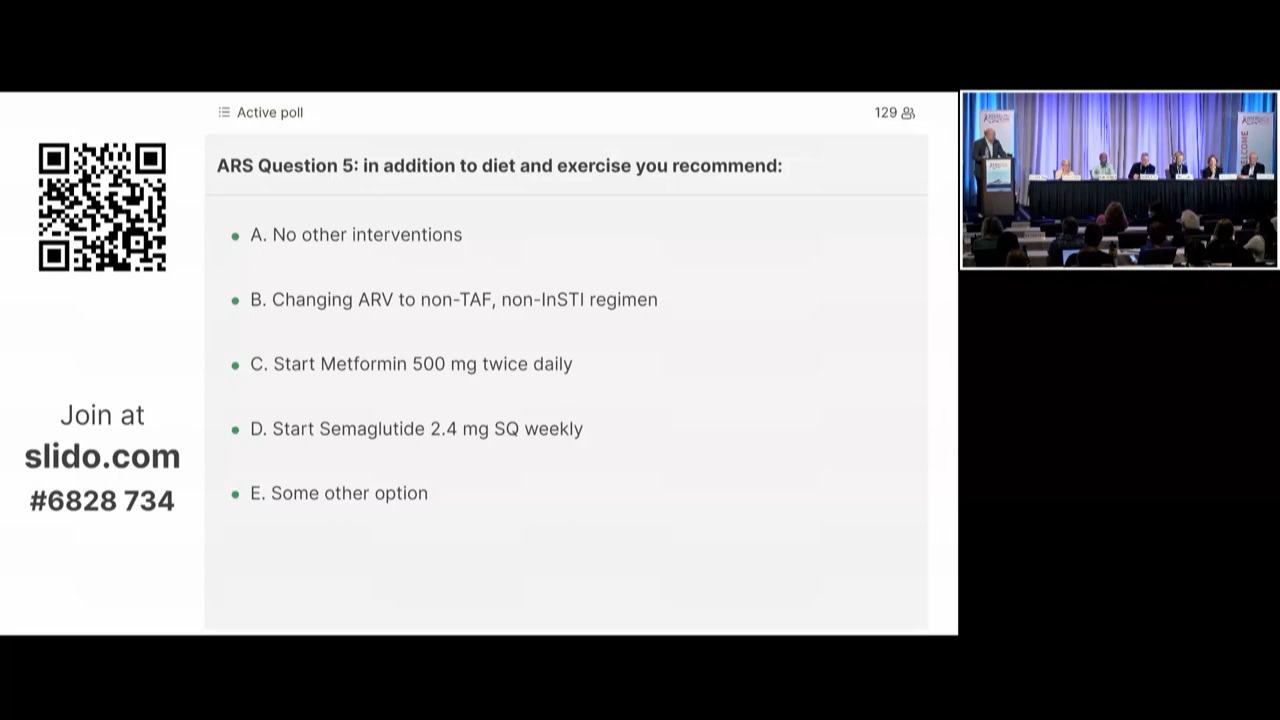 Active poll
129
ARS Question 5: in addition to diet and exercise you recommend:
A. No other interventions
B. Changing ARV to non-TAF, non-InSTI regimen
C. Start Metformin 500 mg twice daily
D. Start Semaglutide 2.4 mg SQ weekly
E. Some other option
Join at
slido.com
#6828 734
WELCOME